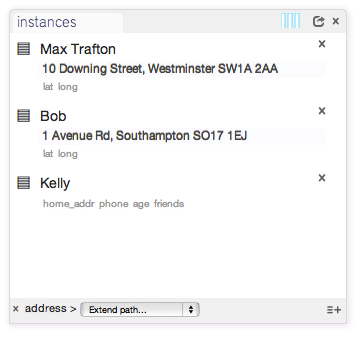 instances
Max Trafton
10 Downing Street, Westminster SW1A 2AA
lat long
Bob
1 Avenue Rd, Southampton SO17 1EJ
lat long
Kelly
home_addr phone age friends
address > Extend path...